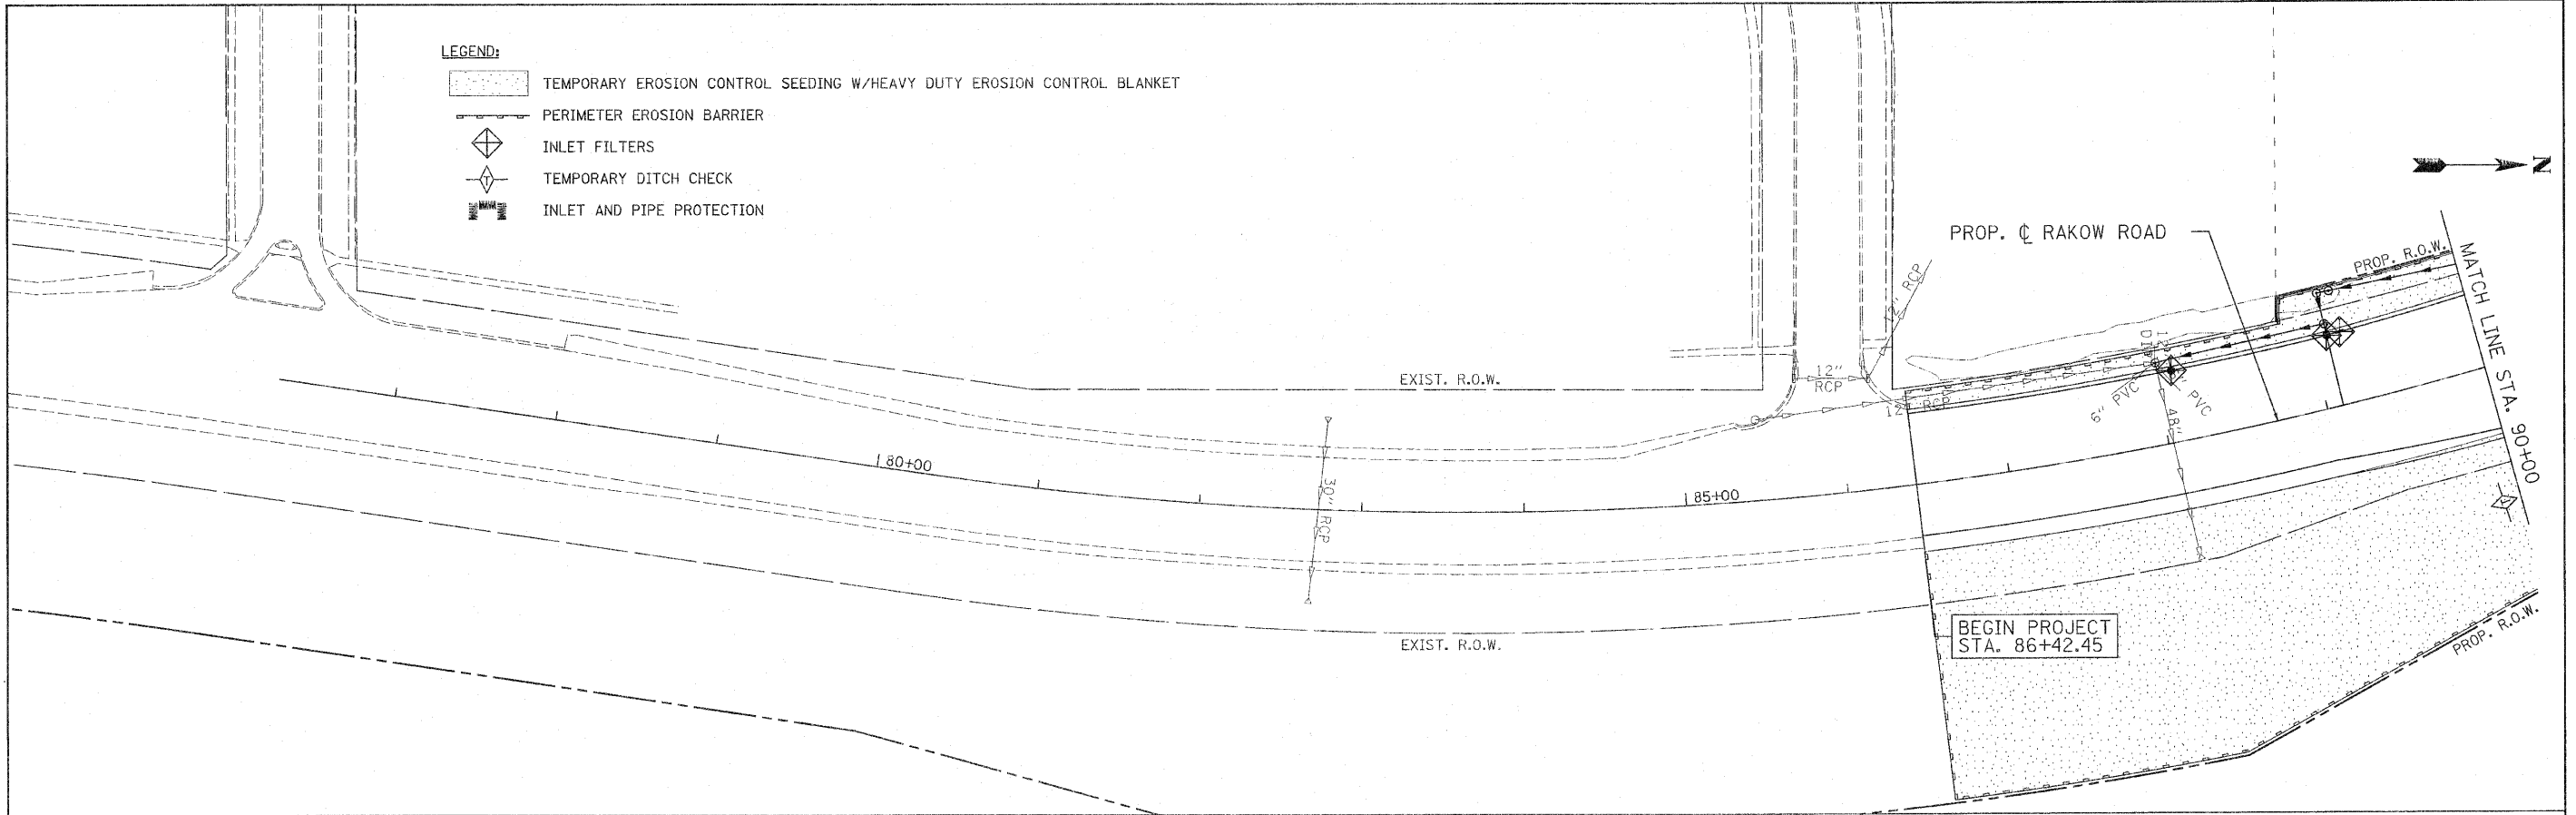 LEGEND:
TEMPORARY EROSION CONTROL SEEDING W/HEAVY DUTY EROSION CONTROL BLANKET
PERIMETER EROSION BARRIER
INLET FILTERS
T
TEMPORARY DITCH CHECK
INLET AND PIPE PROTECTION
N
PROP. ℄ RAKOW ROAD
PROP. R.O.W.
MATCH LINE STA. 90+00
12" RCP
EXIST. R.O.W.
12"
RCP
12" RCP
6" PVC
PVC
48"
80+00
30" RCP
85+00
EXIST. R.O.W.
BEGIN PROJECT
STA. 86+42.45
PROP. R.O.W.